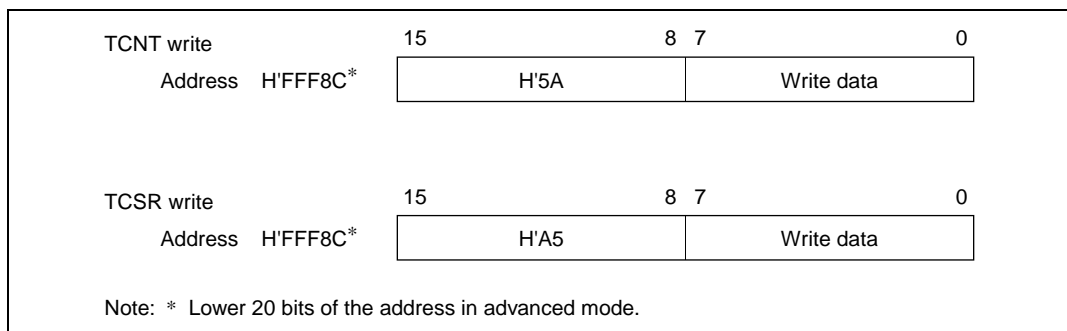 TCNT write 15 8 7 0
Address H'FFF8C* H'5A Write data
TCSR write 15 8 7 0
Address H'FFF8C* H'A5 Write data
Note: * Lower 20 bits of the address in advanced mode.